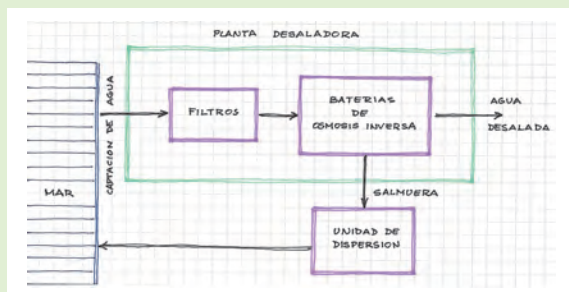 PLANTA DESALADORA
CAPTACION DE AGUA
MAR
FILTROS
BATERIAS
DE
OSMOSIS INVERSA
AGUA
DESALADA
SALMUERA
UNIDAD DE
DISPERSION